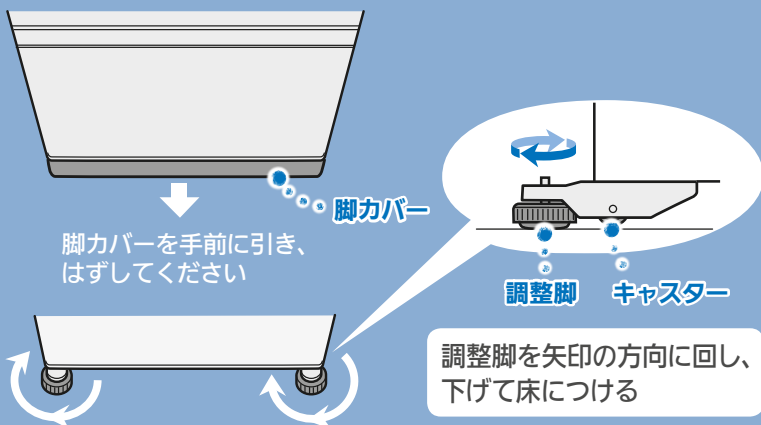 脚カバー
脚カバーを手前に引き、
はずしてください
調整脚
キャスター
調整脚を矢印の方向に回し、
下げて床につける